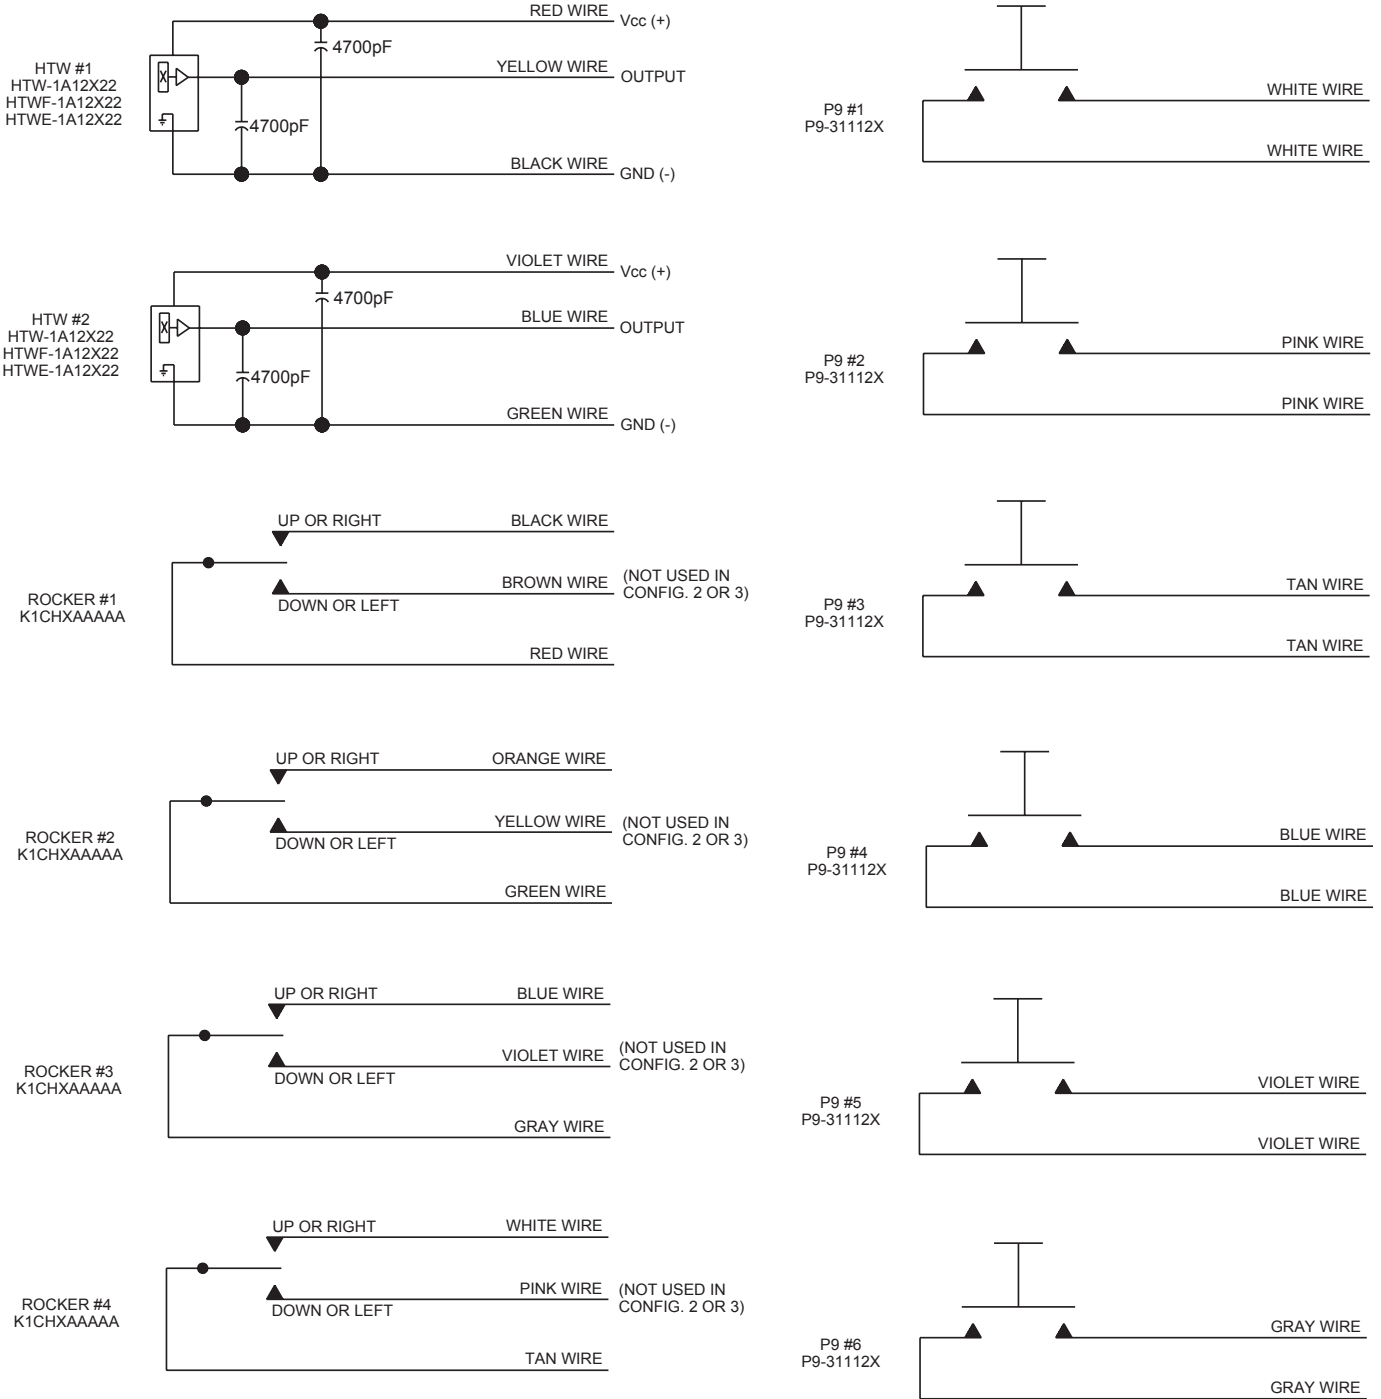 RED WIRE
Vcc (+)
4700pF
HTW #1
HTW-1A12X22
HTWF-1A12X22
HTWE-1A12X22
YELLOW WIRE
OUTPUT
4700pF
BLACK WIRE
GND (-)
VIOLET WIRE
Vcc (+)
4700pF
HTW #2
HTW-1A12X22
HTWF-1A12X22
HTWE-1A12X22
BLUE WIRE
OUTPUT
4700pF
GREEN WIRE
GND (-)
UP OR RIGHT
BLACK WIRE
ROCKER #1
K1CHXAAAAA
BROWN WIRE
(NOT USED IN
CONFIG. 2 OR 3)
DOWN OR LEFT
RED WIRE
UP OR RIGHT
ORANGE WIRE
ROCKER #2
K1CHXAAAAA
YELLOW WIRE
(NOT USED IN
CONFIG. 2 OR 3)
DOWN OR LEFT
GREEN WIRE
UP OR RIGHT
BLUE WIRE
ROCKER #3
K1CHXAAAAA
VIOLET WIRE
(NOT USED IN
CONFIG. 2 OR 3)
DOWN OR LEFT
GRAY WIRE
UP OR RIGHT
WHITE WIRE
ROCKER #4
K1CHXAAAAA
PINK WIRE
(NOT USED IN
CONFIG. 2 OR 3)
DOWN OR LEFT
TAN WIRE
P9 #1
P9-31112X
WHITE WIRE
WHITE WIRE
P9 #2
P9-31112X
PINK WIRE
PINK WIRE
P9 #3
P9-31112X
TAN WIRE
TAN WIRE
P9 #4
P9-31112X
BLUE WIRE
BLUE WIRE
P9 #5
P9-31112X
VIOLET WIRE
VIOLET WIRE
P9 #6
P9-31112X
GRAY WIRE
GRAY WIRE